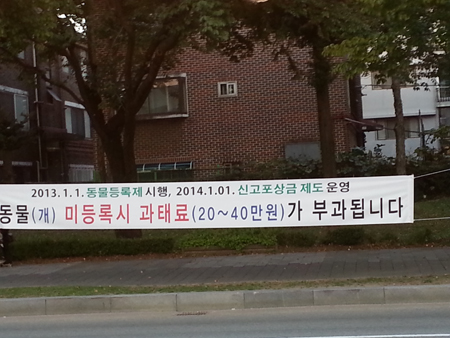 2013.1.1. 동물등록제 시행, 2014.1.01. 신고포상금 제도 운영
동물(개) 미등록시 과태료(20~40만원)가 부과됩니다